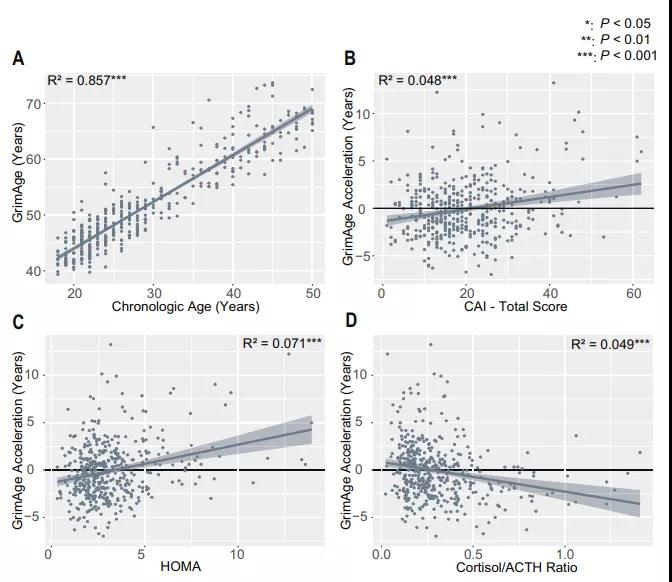 *: P < 0.05
**: P < 0.01
***: P < 0.001
A
R² = 0.857***
GrimAge (Years)
70
60
50
40
20
30
40
50
Chronologic Age (Years)
B
R² = 0.048***
GrimAge Acceleration (Years)
10
5
0
−5
0
20
40
60
CAI - Total Score
C
R² = 0.071***
GrimAge Acceleration (Years)
10
5
0
−5
0
5
10
HOMA
D
R² = 0.049***
GrimAge Acceleration (Years)
10
5
0
−5
0.0
0.5
1.0
Cortisol/ACTH Ratio